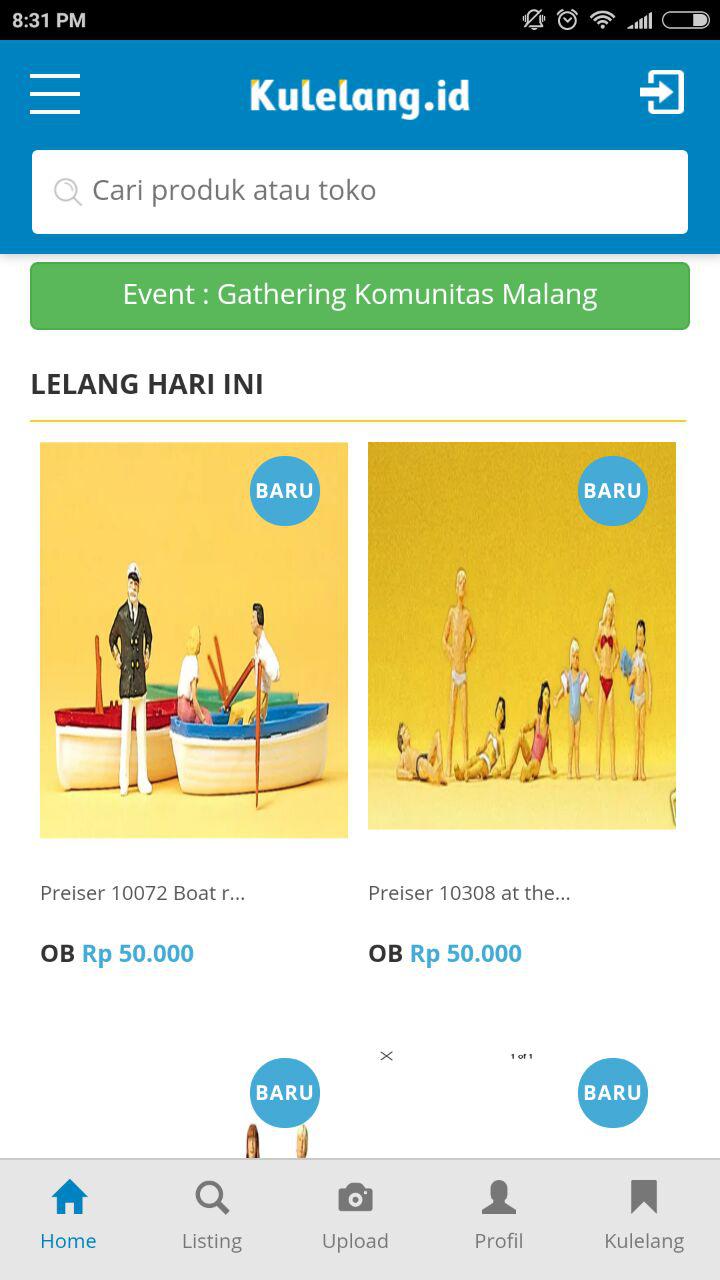 8:31 PM
Kulelang.id
Cari produk atau toko
Event : Gathering Komunitas Malang
LELANG HARI INI
BARU
BARU
Preiser 10072 Boat r...
Preiser 10308 at the...
OB Rp 50.000
OB Rp 50.000
1 of 1
BARU
BARU
Home
Listing
Upload
Profil
Kulelang